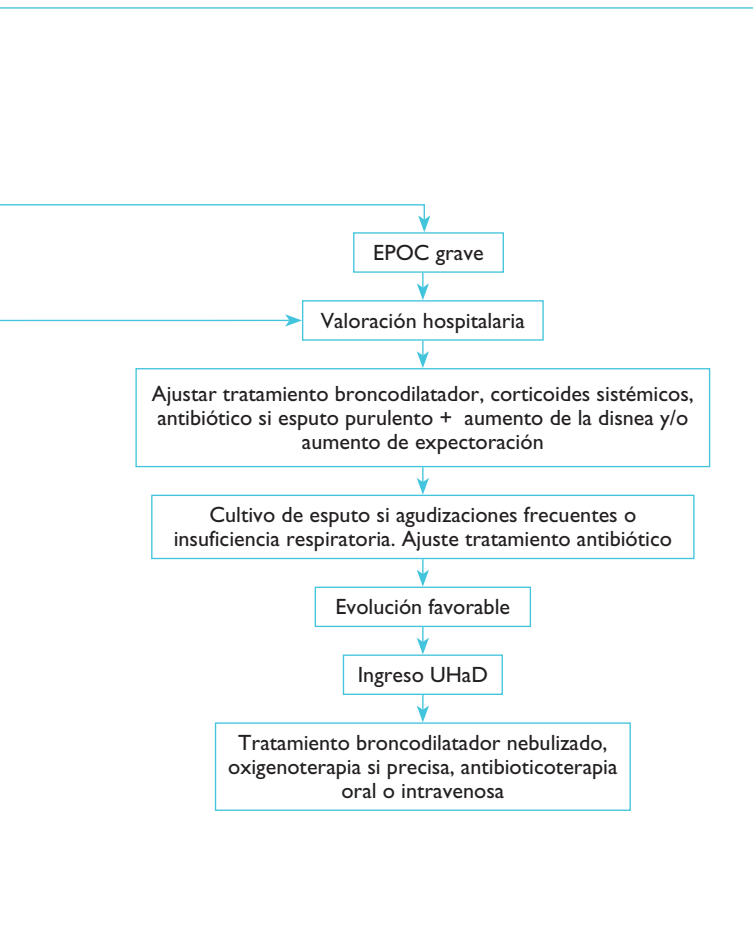 EPOC grave
Valoración hospitalaria
Ajustar tratamiento broncodilatador, corticoides sistémicos,
antibiótico si esputo purulento + aumento de la disnea y/o
aumento de expectoración
Cultivo de esputo si agudizaciones frecuentes o
insuficiencia respiratoria. Ajuste tratamiento antibiótico
Evolución favorable
Ingreso UHaD
Tratamiento broncodilatador nebulizado,
oxigenoterapia si precisa, antibioticoterapia
oral o intravenosa